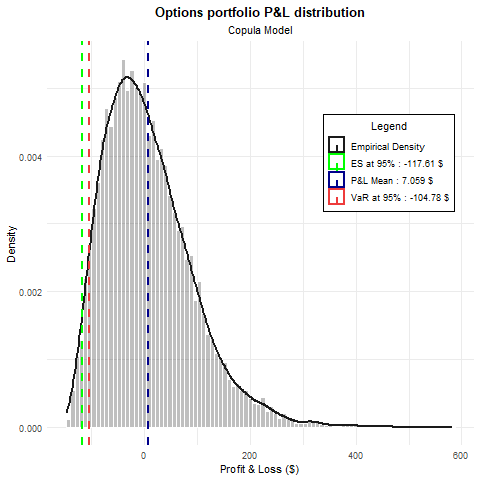 Options portfolio P&L distribution
Copula Model
Legend
Empirical Density
ES at 95% : -117.61 $
P&L Mean : 7.059 $
VaR at 95% : -104.78 $
Density
0.004
0.002
0.000
0
200
400
600
Profit & Loss ($)